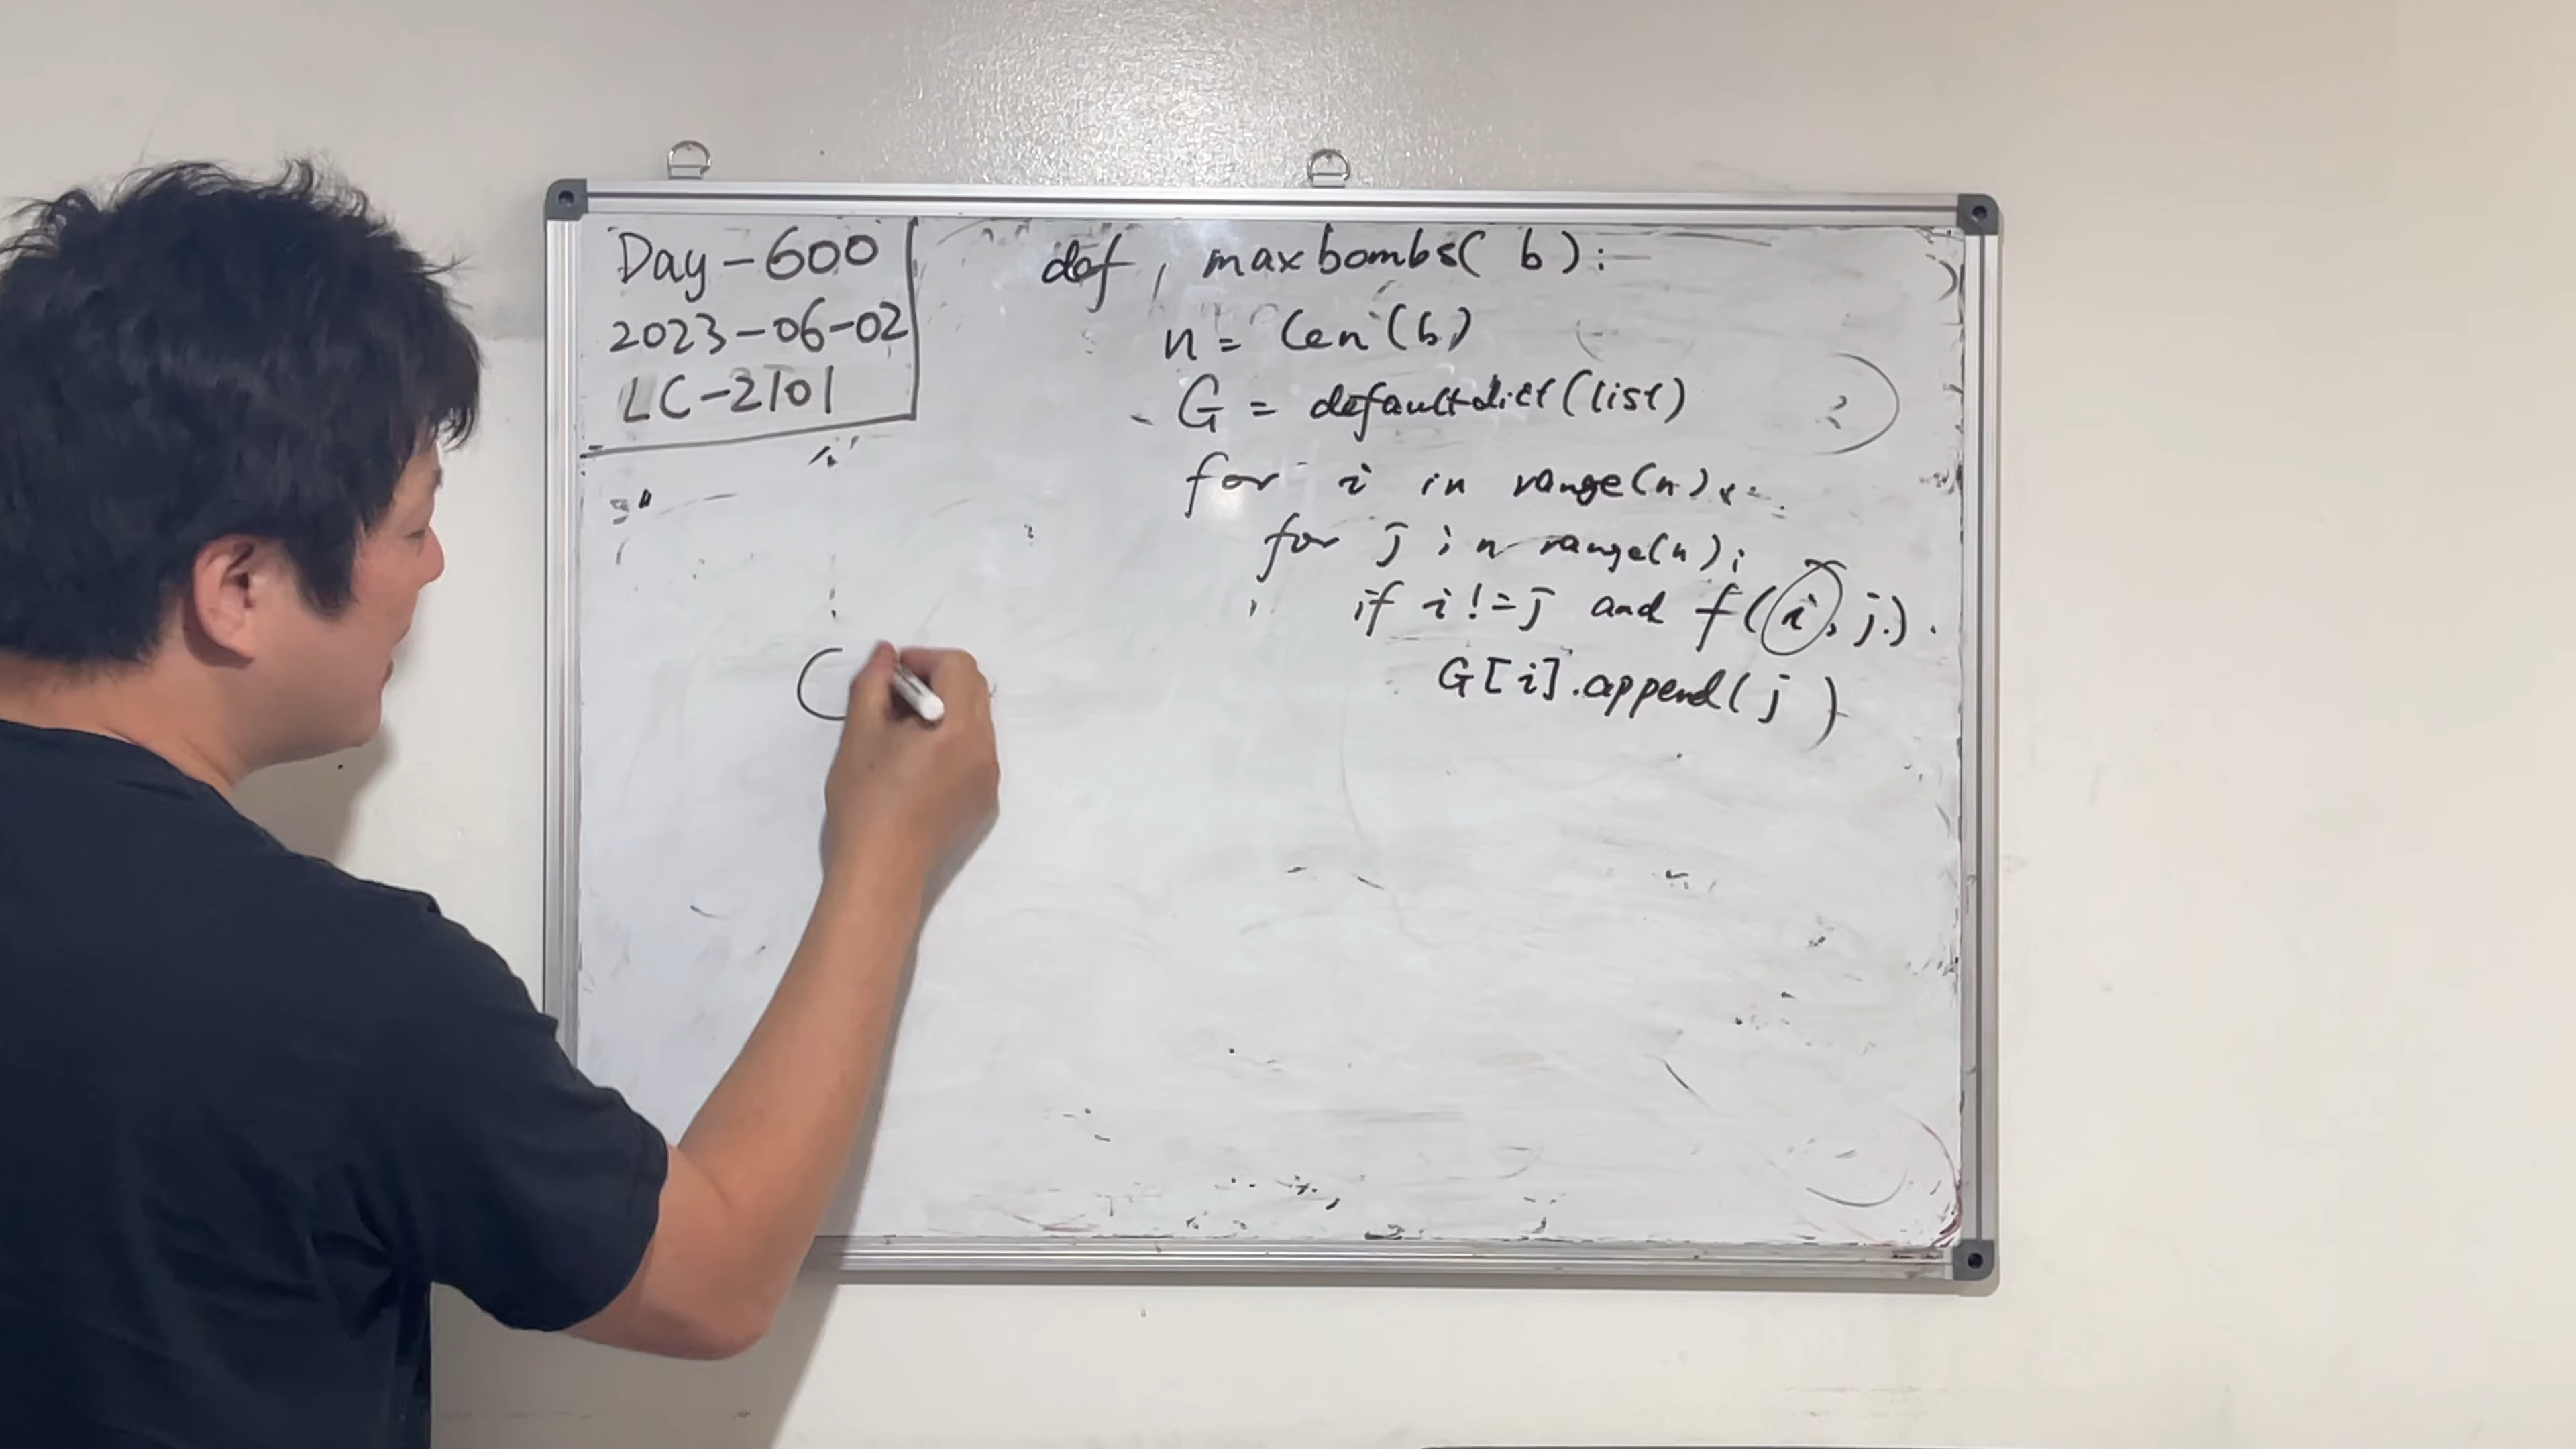 Day-600
2023-06-02
LC-2101
def maxbombs( b ):
n = len(b)
G = defaultdict(list)
for i in range(n):
for j in range(n):
if i != j and f(i, j).
G[i].append( j )